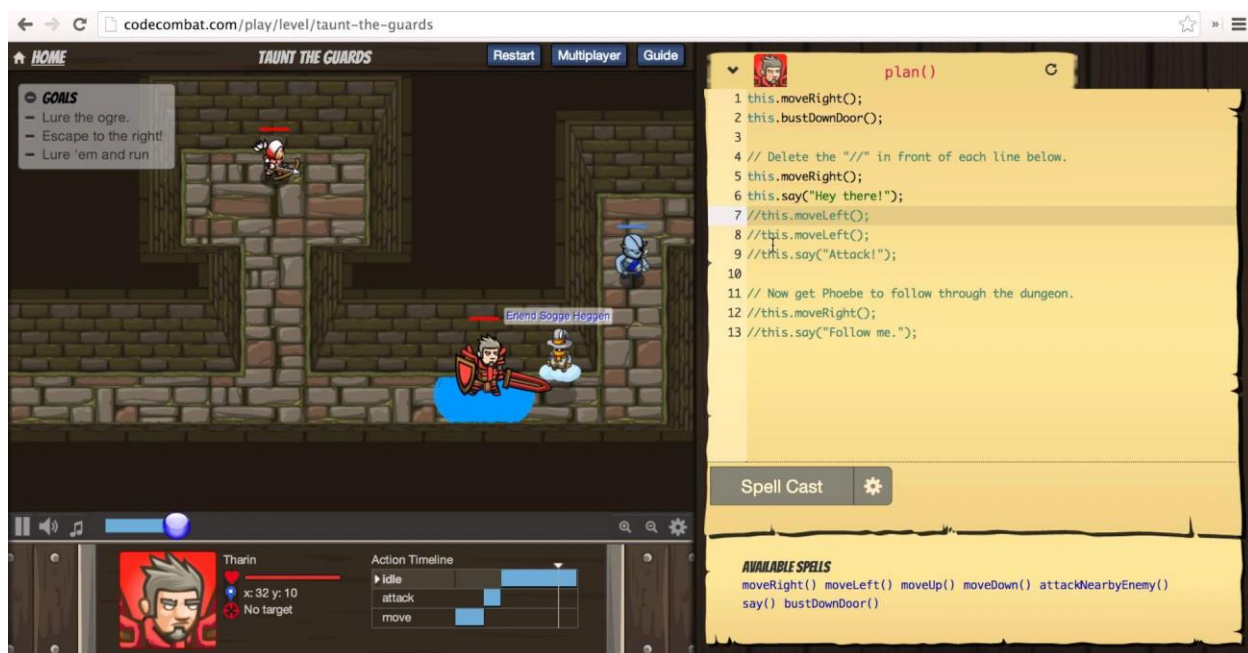 codecombat.com/play/level/taunt-the-guards
HOME
TAUNT THE GUARDS
Restart
Multiplayer
Guide
GOALS
– Lure the ogre.
– Escape to the right!
– Lure 'em and run
Erlend Sogge Heggen
plan()
1 this.moveRight();
2 this.bustDownDoor();
3
4 // Delete the "//" in front of each line below.
5 this.moveRight();
6 this.say("Hey there!");
7 //this.moveLeft();
8 //this.moveLeft();
9 //this.say("Attack!");
10
11 // Now get Phoebe to follow through the dungeon.
12 //this.moveRight();
13 //this.say("Follow me.");
Spell Cast
Tharin
x: 32 y: 10
No target
Action Timeline
idle
attack
move
AVAILABLE SPELLS
moveRight() moveLeft() moveUp() moveDown() attackNearbyEnemy()
say() bustDownDoor()